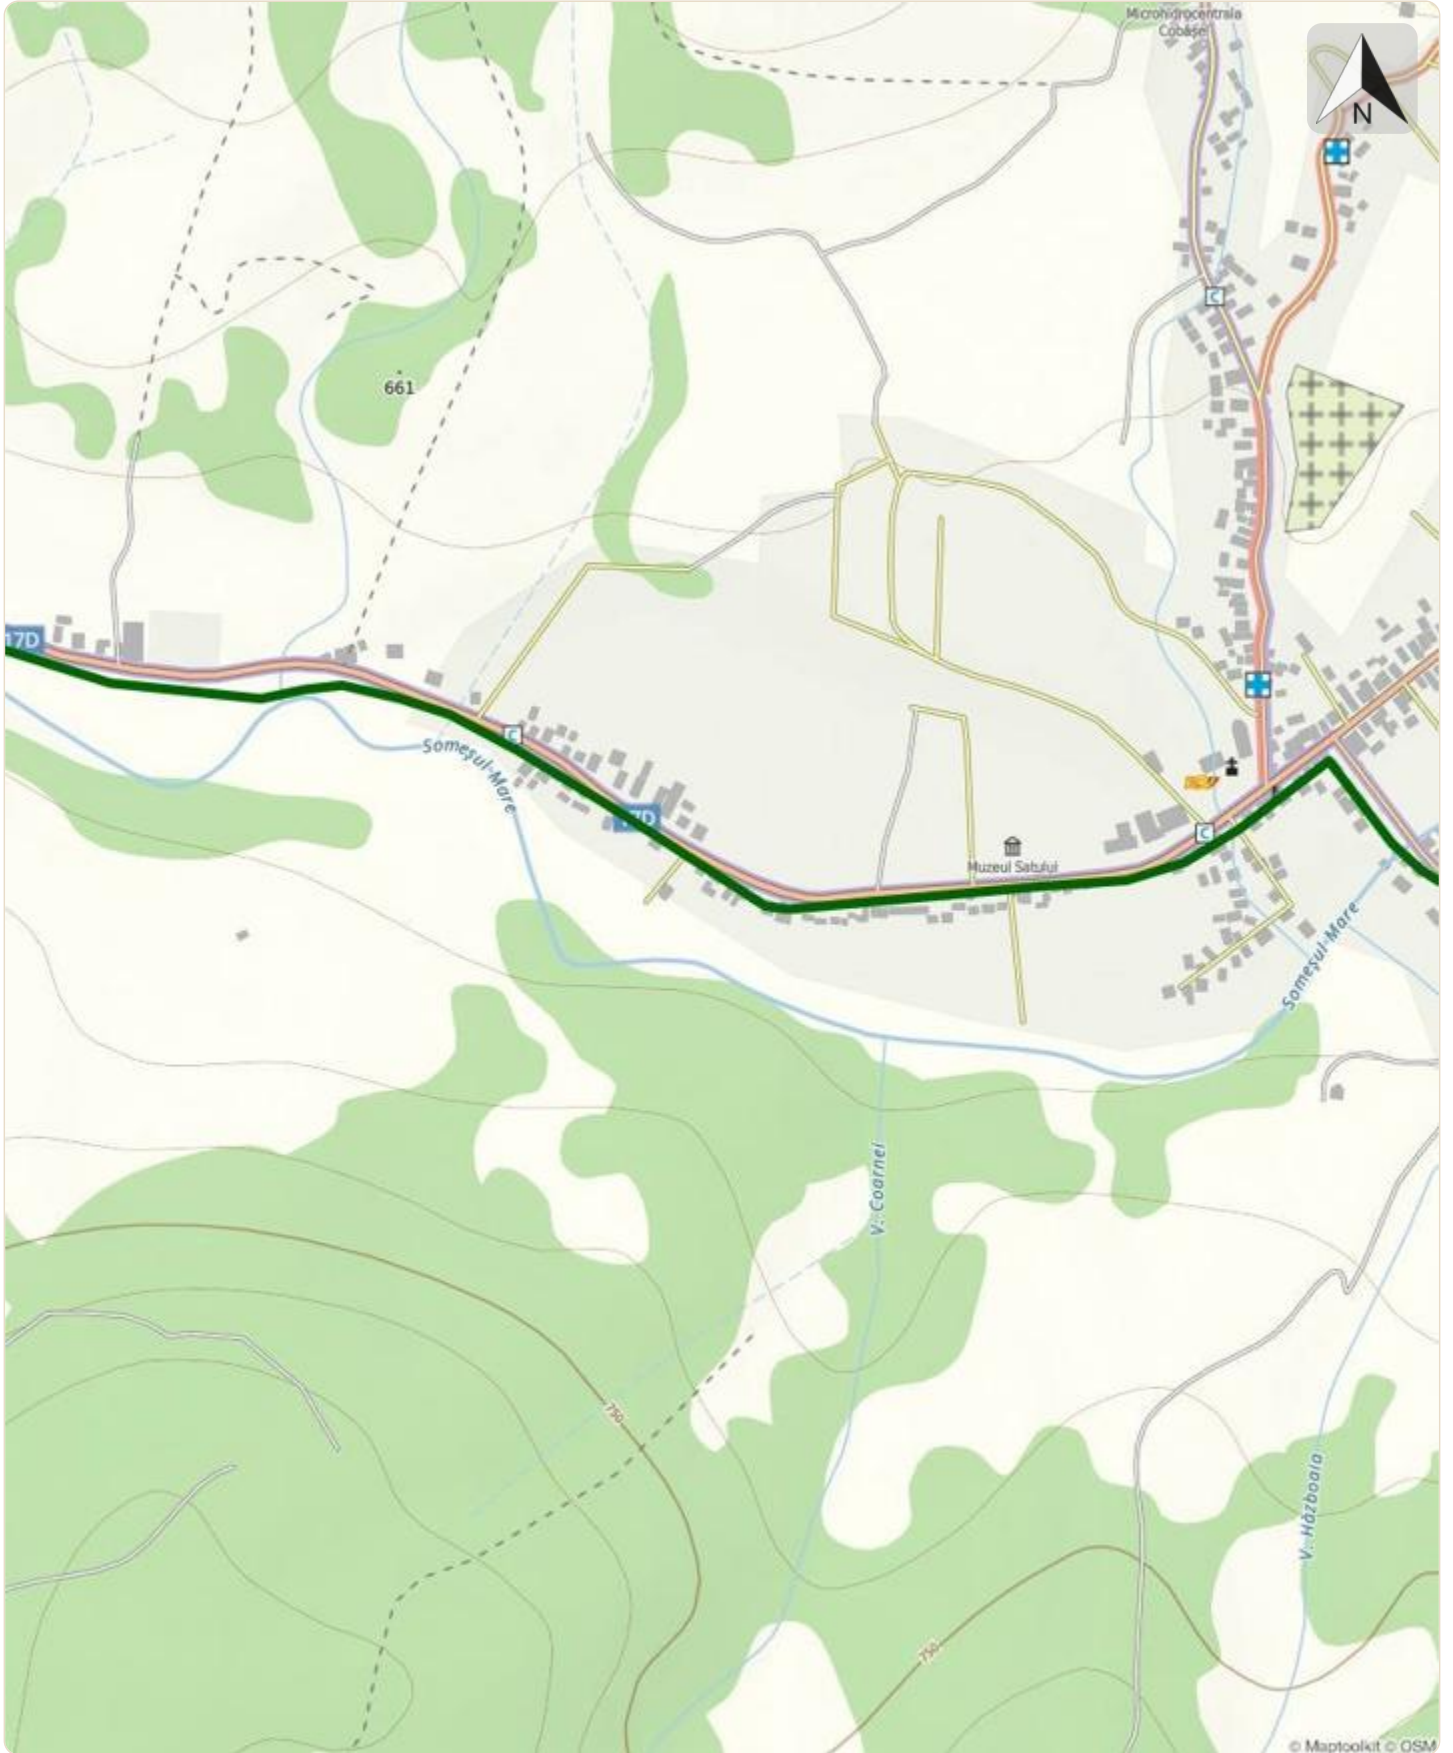 Microhidrocentrala
Cobășel
N
C
661
17D
C
Someșul-Mare
17D
C
Muzeul Satului
Someșul-Mare
V. Coarnei
750
V. Hăzboaia
750
© Maptoolkit © OSM